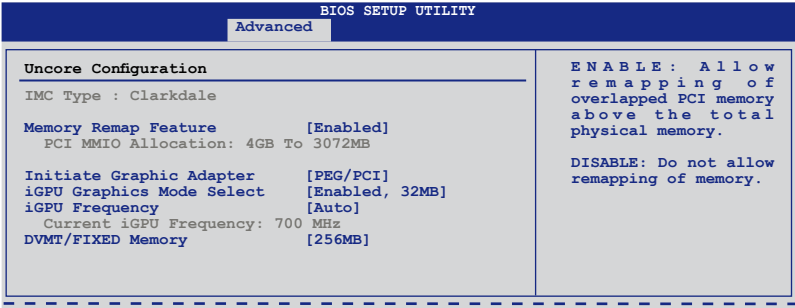 BIOS SETUP UTILITY
Advanced
Uncore Configuration
IMC Type : Clarkdale
Memory Remap Feature [Enabled]
PCI MMIO Allocation: 4GB To 3072MB
Initiate Graphic Adapter [PEG/PCI]
iGPU Graphics Mode Select [Enabled, 32MB]
iGPU Frequency [Auto]
Current iGPU Frequency: 700 MHz
DVMT/FIXED Memory [256MB]
ENABLE: Allow
remapping of
overlapped PCI memory
above the total
physical memory.
DISABLE: Do not allow
remapping of memory.